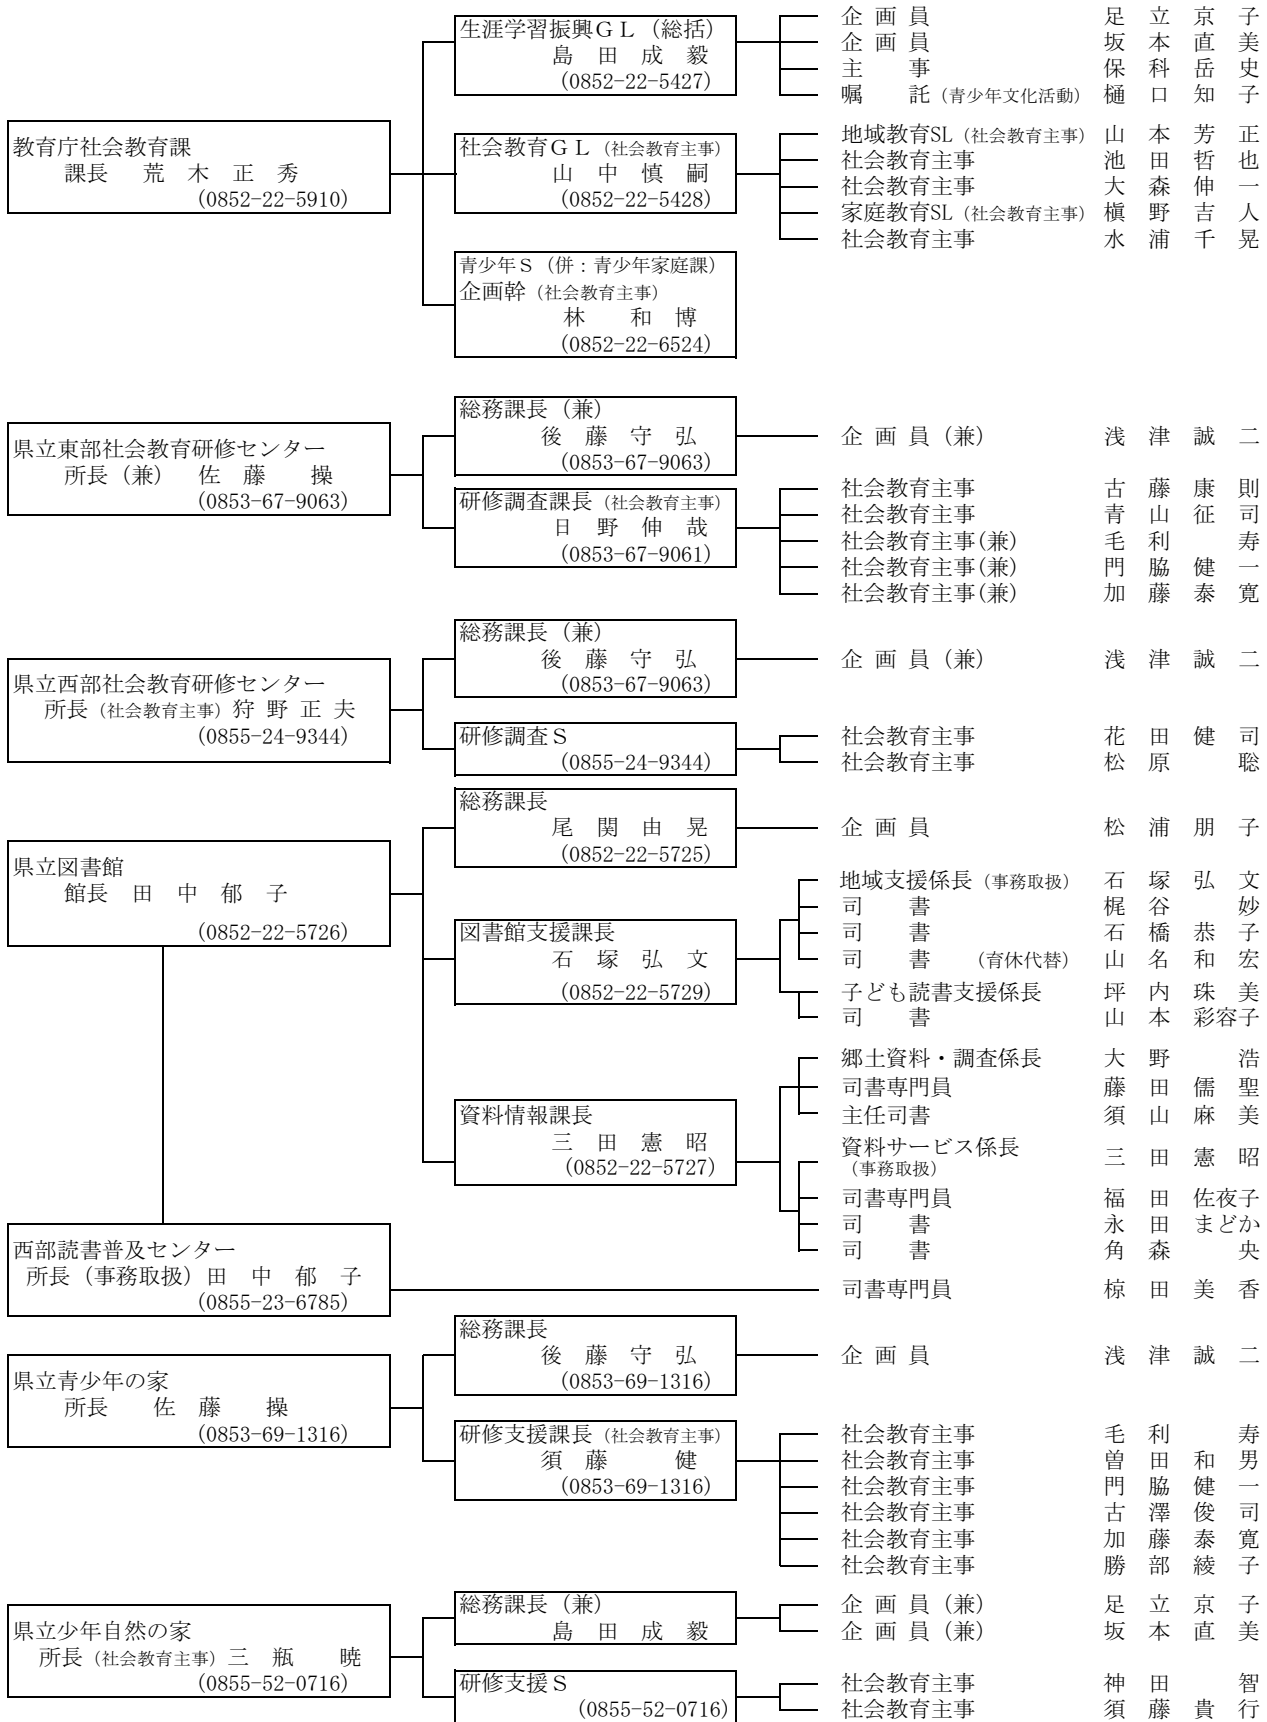 教育庁社会教育課
課長 荒木正秀
(0852-22-5910)
生涯学習振興ＧＬ（総括）
島田成毅
(0852-22-5427)
企画員 足立京子
企画員 坂本直美
主事 保科岳史
嘱託（青少年文化活動） 樋口知子
社会教育ＧＬ（社会教育主事）
山中慎嗣
(0852-22-5428)
地域教育SL（社会教育主事） 山本芳正
社会教育主事 池田哲也
社会教育主事 大森伸一
家庭教育SL（社会教育主事） 槇野吉人
社会教育主事 水浦千晃
青少年Ｓ（併：青少年家庭課）
企画幹（社会教育主事）
林和博
(0852-22-6524)
県立東部社会教育研修センター
所長（兼） 佐藤操
(0853-67-9063)
総務課長（兼）
後藤守弘
(0853-67-9063)
企画員（兼） 浅津誠二
研修調査課長（社会教育主事）
日野伸哉
(0853-67-9061)
社会教育主事 古藤康則
社会教育主事 青山征司
社会教育主事(兼) 毛利寿
社会教育主事(兼) 門脇健一
社会教育主事(兼) 加藤泰寛
県立西部社会教育研修センター
所長（社会教育主事）狩野正夫
(0855-24-9344)
総務課長（兼）
後藤守弘
(0853-67-9063)
企画員（兼） 浅津誠二
研修調査Ｓ
(0855-24-9344)
社会教育主事 花田健司
社会教育主事 松原聡
県立図書館
館長 田中郁子
(0852-22-5726)
総務課長
尾関由晃
(0852-22-5725)
企画員 松浦朋子
図書館支援課長
石塚弘文
(0852-22-5729)
地域支援係長（事務取扱） 石塚弘文
司書 梶谷妙
司書 石橋恭子
司書 （育休代替） 山名和宏
子ども読書支援係長 坪内珠美
司書 山本彩容子
資料情報課長
三田憲昭
(0852-22-5727)
郷土資料・調査係長 大野浩
司書専門員 藤田儒聖
主任司書 須山麻美
資料サービス係長 三田憲昭
（事務取扱）
司書専門員 福田佐夜子
司書 永田まどか
司書 角森央
西部読書普及センター
所長（事務取扱）田中郁子
(0855-23-6785)
司書専門員 椋田美香
県立青少年の家
所長 佐藤操
(0853-69-1316)
総務課長
後藤守弘
(0853-69-1316)
企画員 浅津誠二
研修支援課長（社会教育主事）
須藤健
(0853-69-1316)
社会教育主事 毛利寿
社会教育主事 曽田和男
社会教育主事 門脇健一
社会教育主事 古澤俊司
社会教育主事 加藤泰寛
社会教育主事 勝部綾子
県立少年自然の家
所長（社会教育主事）三瓶暁
(0855-52-0716)
総務課長（兼）
島田成毅
企画員（兼） 足立京子
企画員（兼） 坂本直美
研修支援Ｓ
(0855-52-0716)
社会教育主事 神田智
社会教育主事 須藤貴行